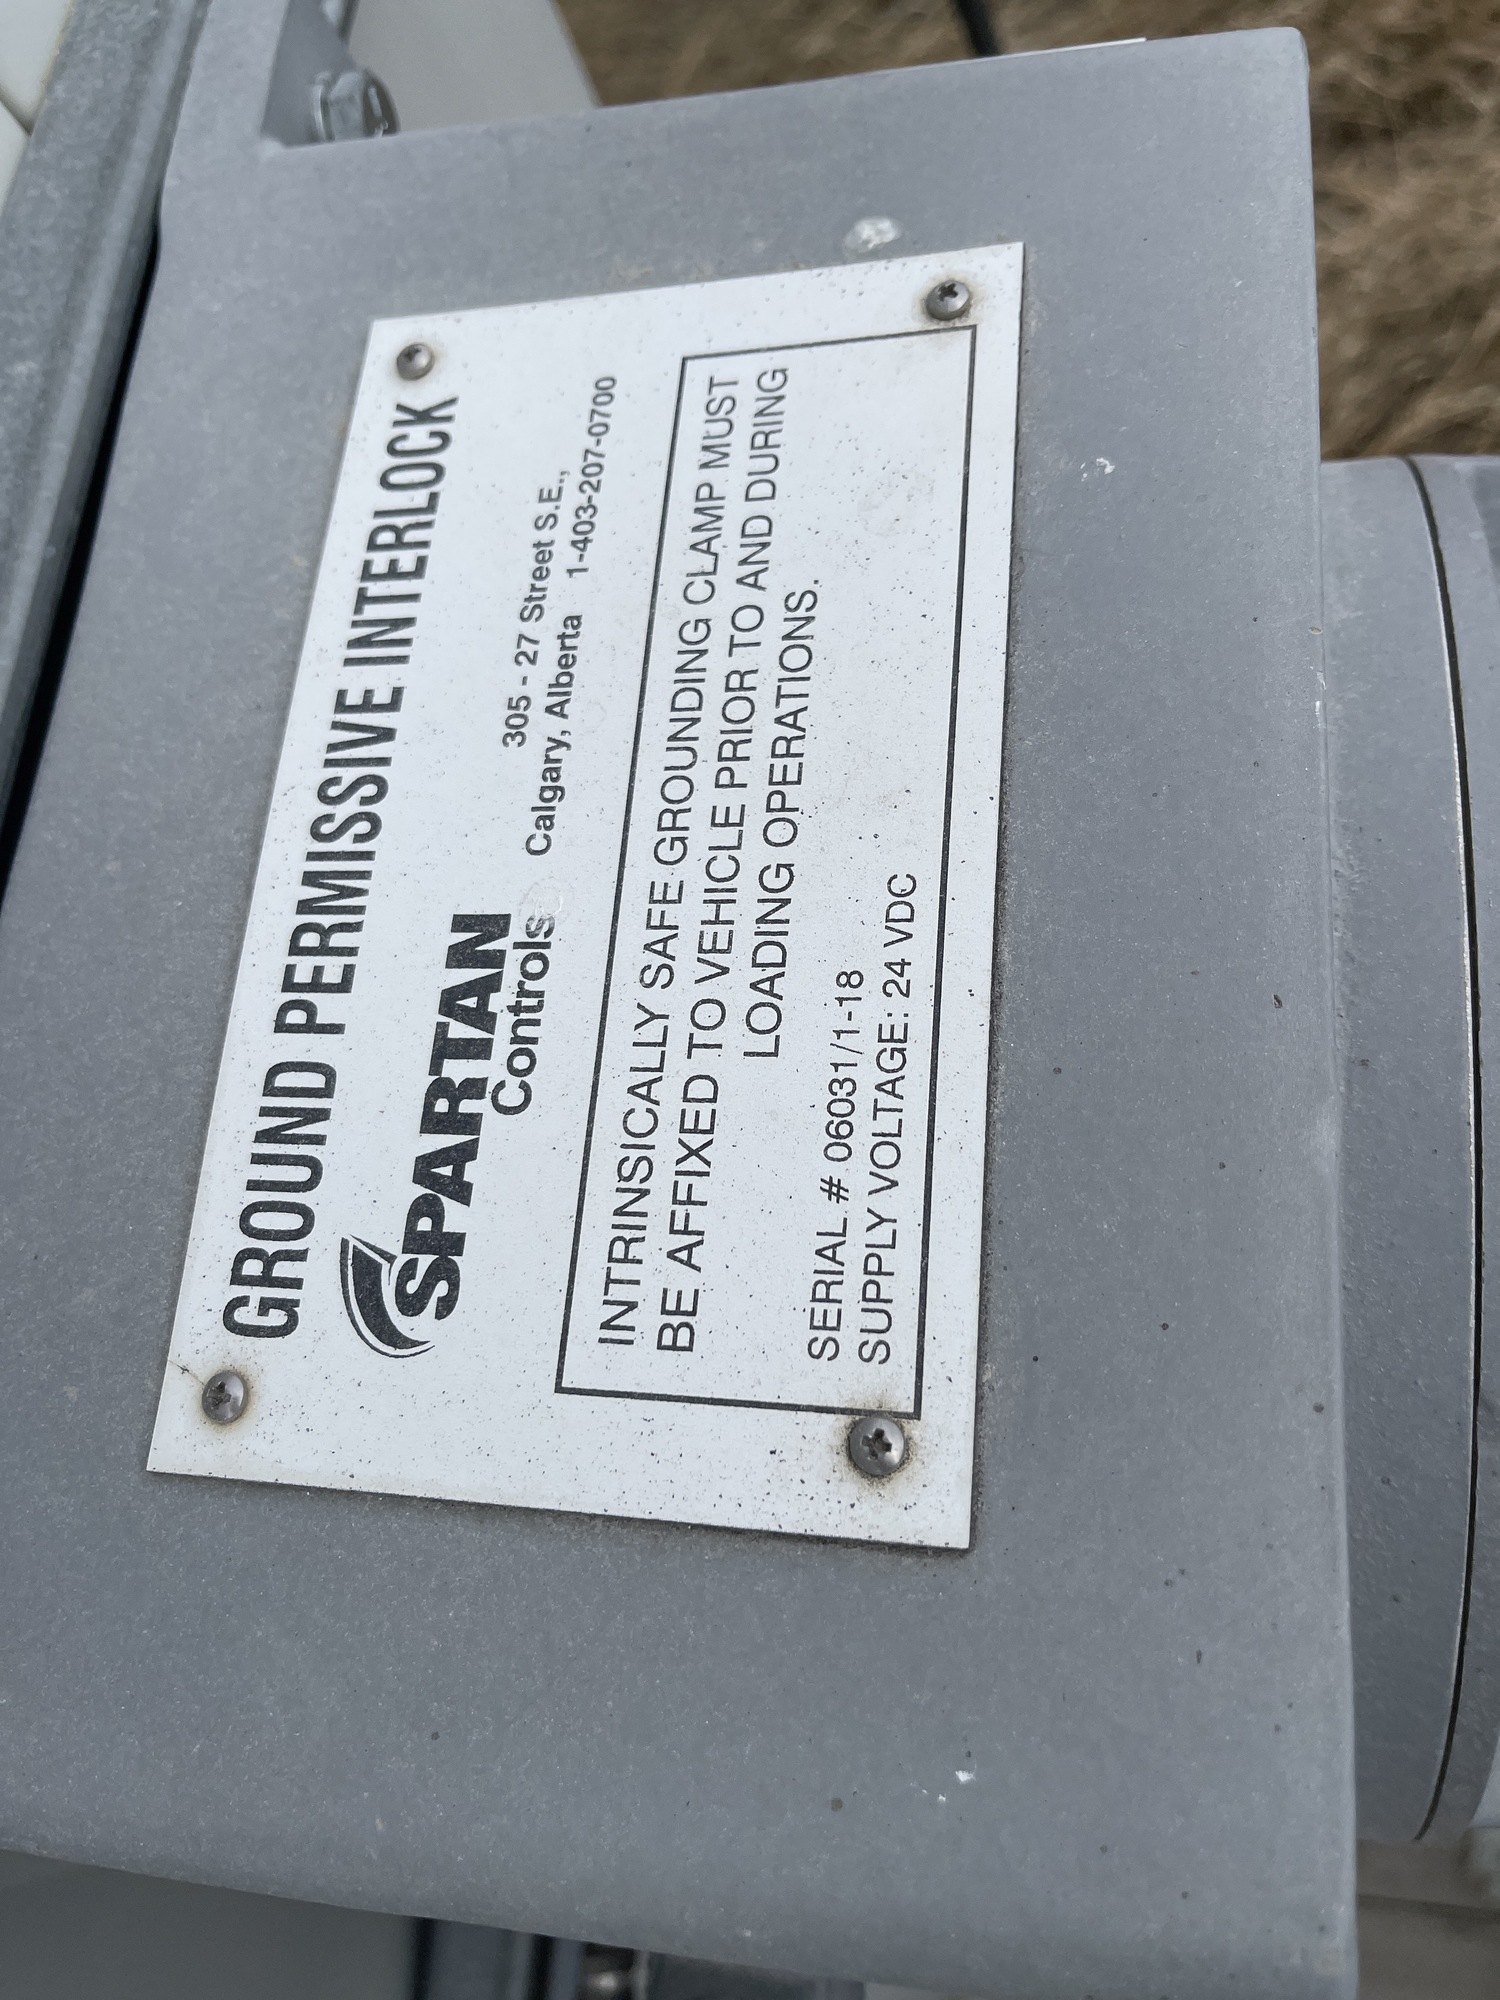 GROUND PERMISSIVE INTERLOCK
SPARTAN
Controls
305 - 27 Street S.E.,
Calgary, Alberta 1-403-207-0700
INTRINSICALLY SAFE GROUNDING CLAMP MUST
BE AFFIXED TO VEHICLE PRIOR TO AND DURING
LOADING OPERATIONS.
SERIAL # 06031/1-18
SUPPLY VOLTAGE: 24 VDC